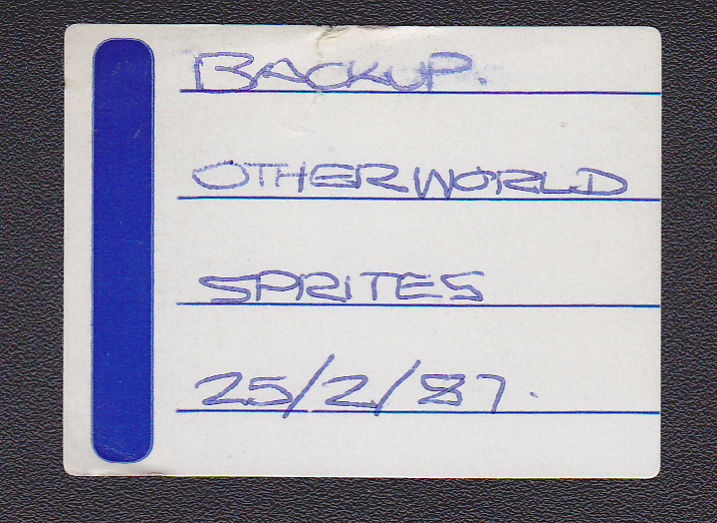 BACKUP.
OTHERWORLD
SPRITES
25/2/87.